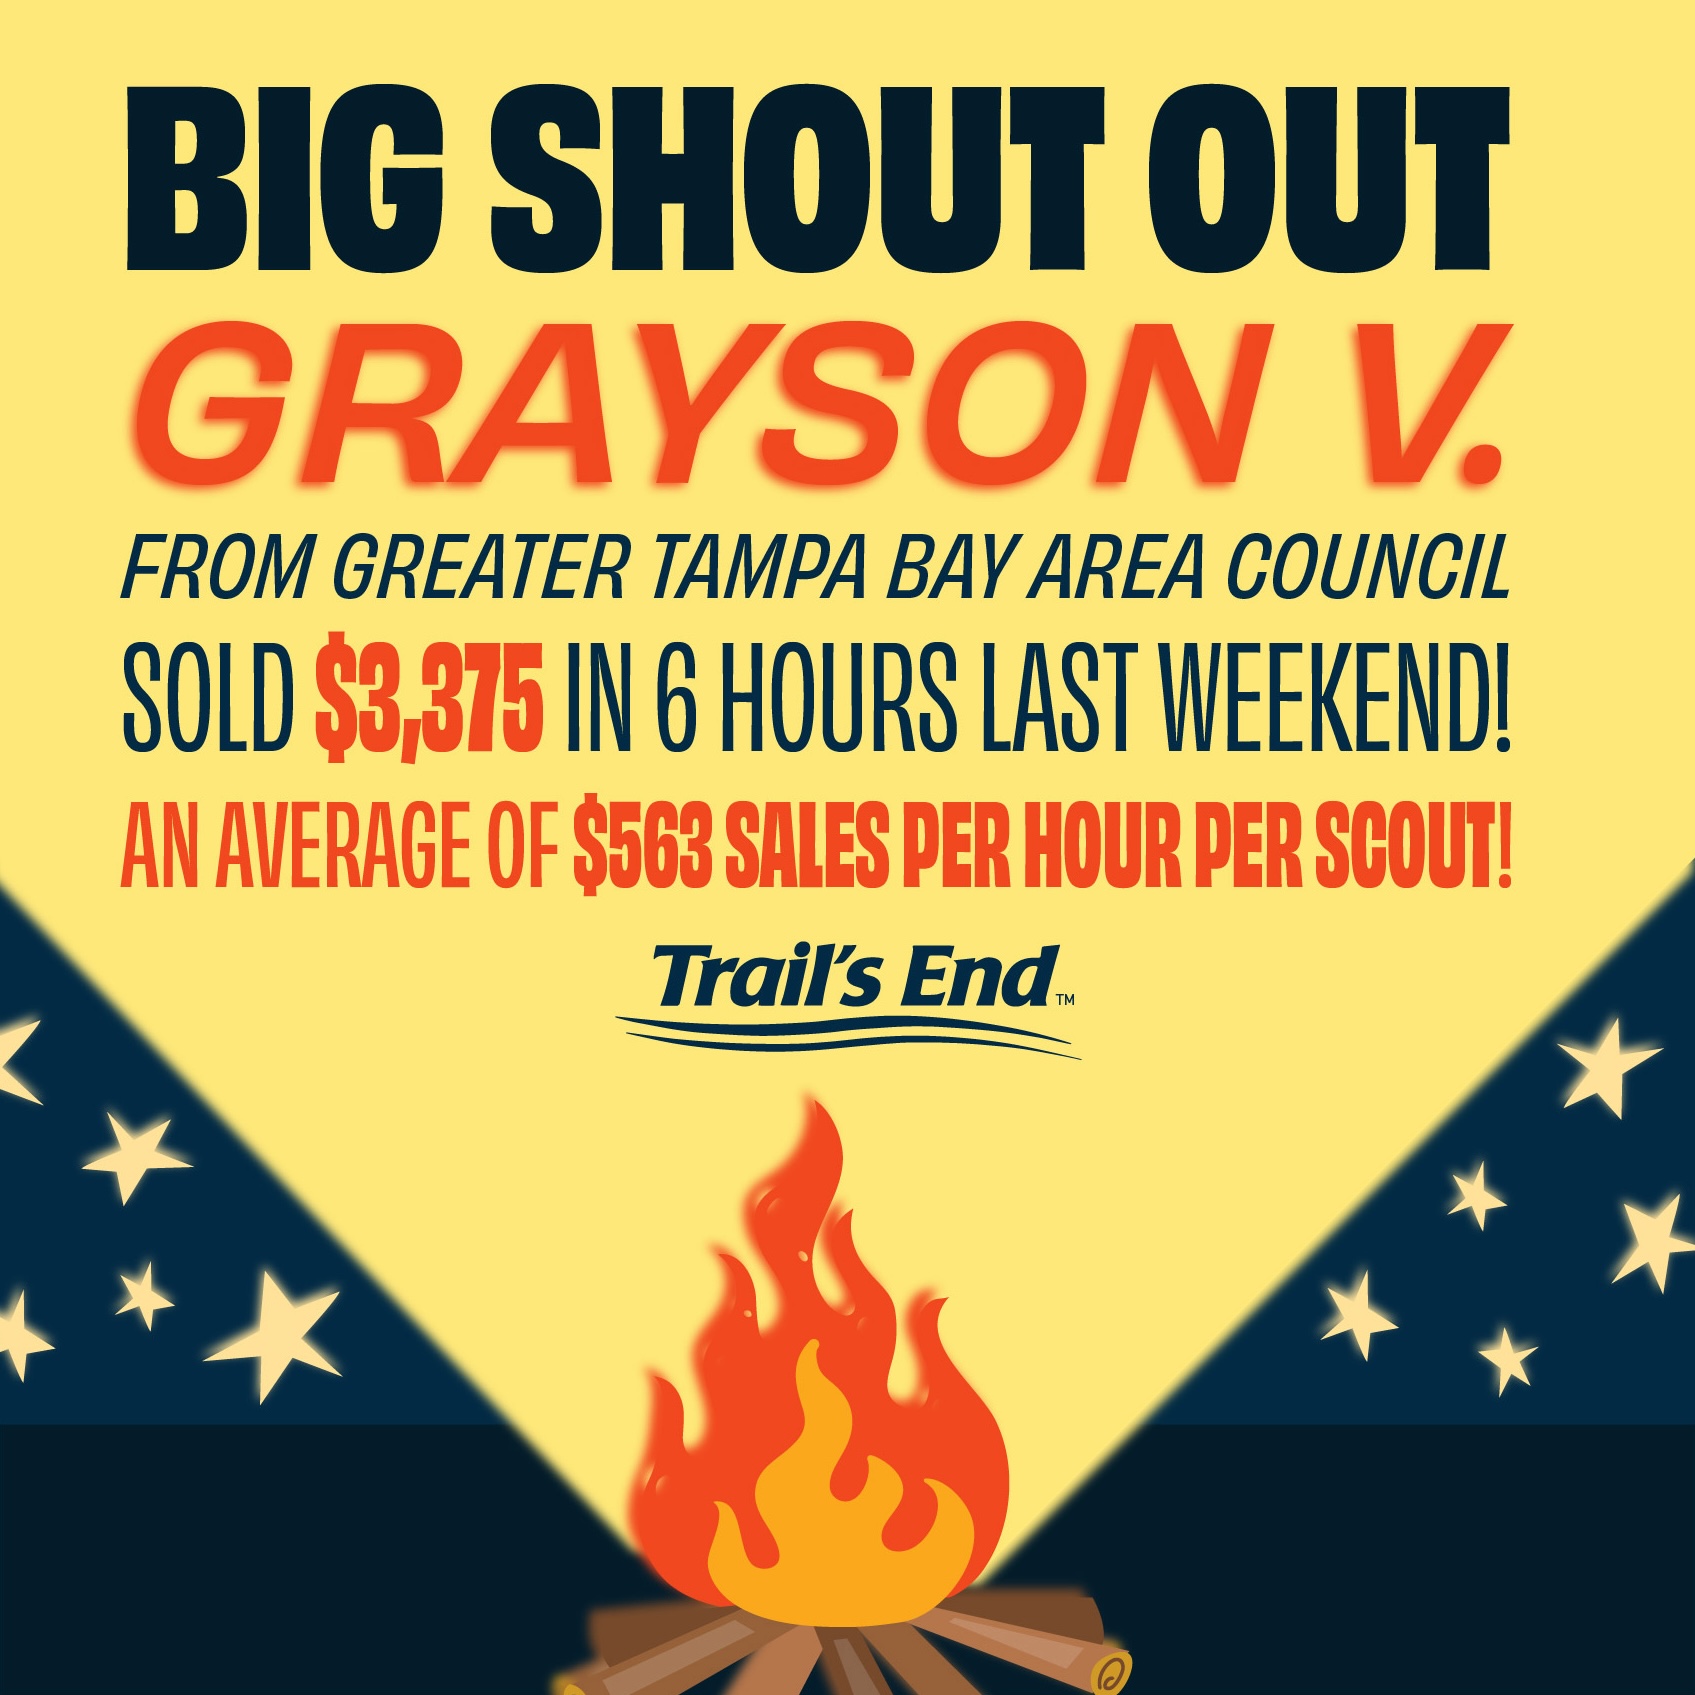 BIG SHOUT OUT
GRAYSON V.
FROM GREATER TAMPA BAY AREA COUNCIL
SOLD $3,375 IN 6 HOURS LAST WEEKEND!
AN AVERAGE OF $563 SALES PER HOUR PER SCOUT!
Trail's End™